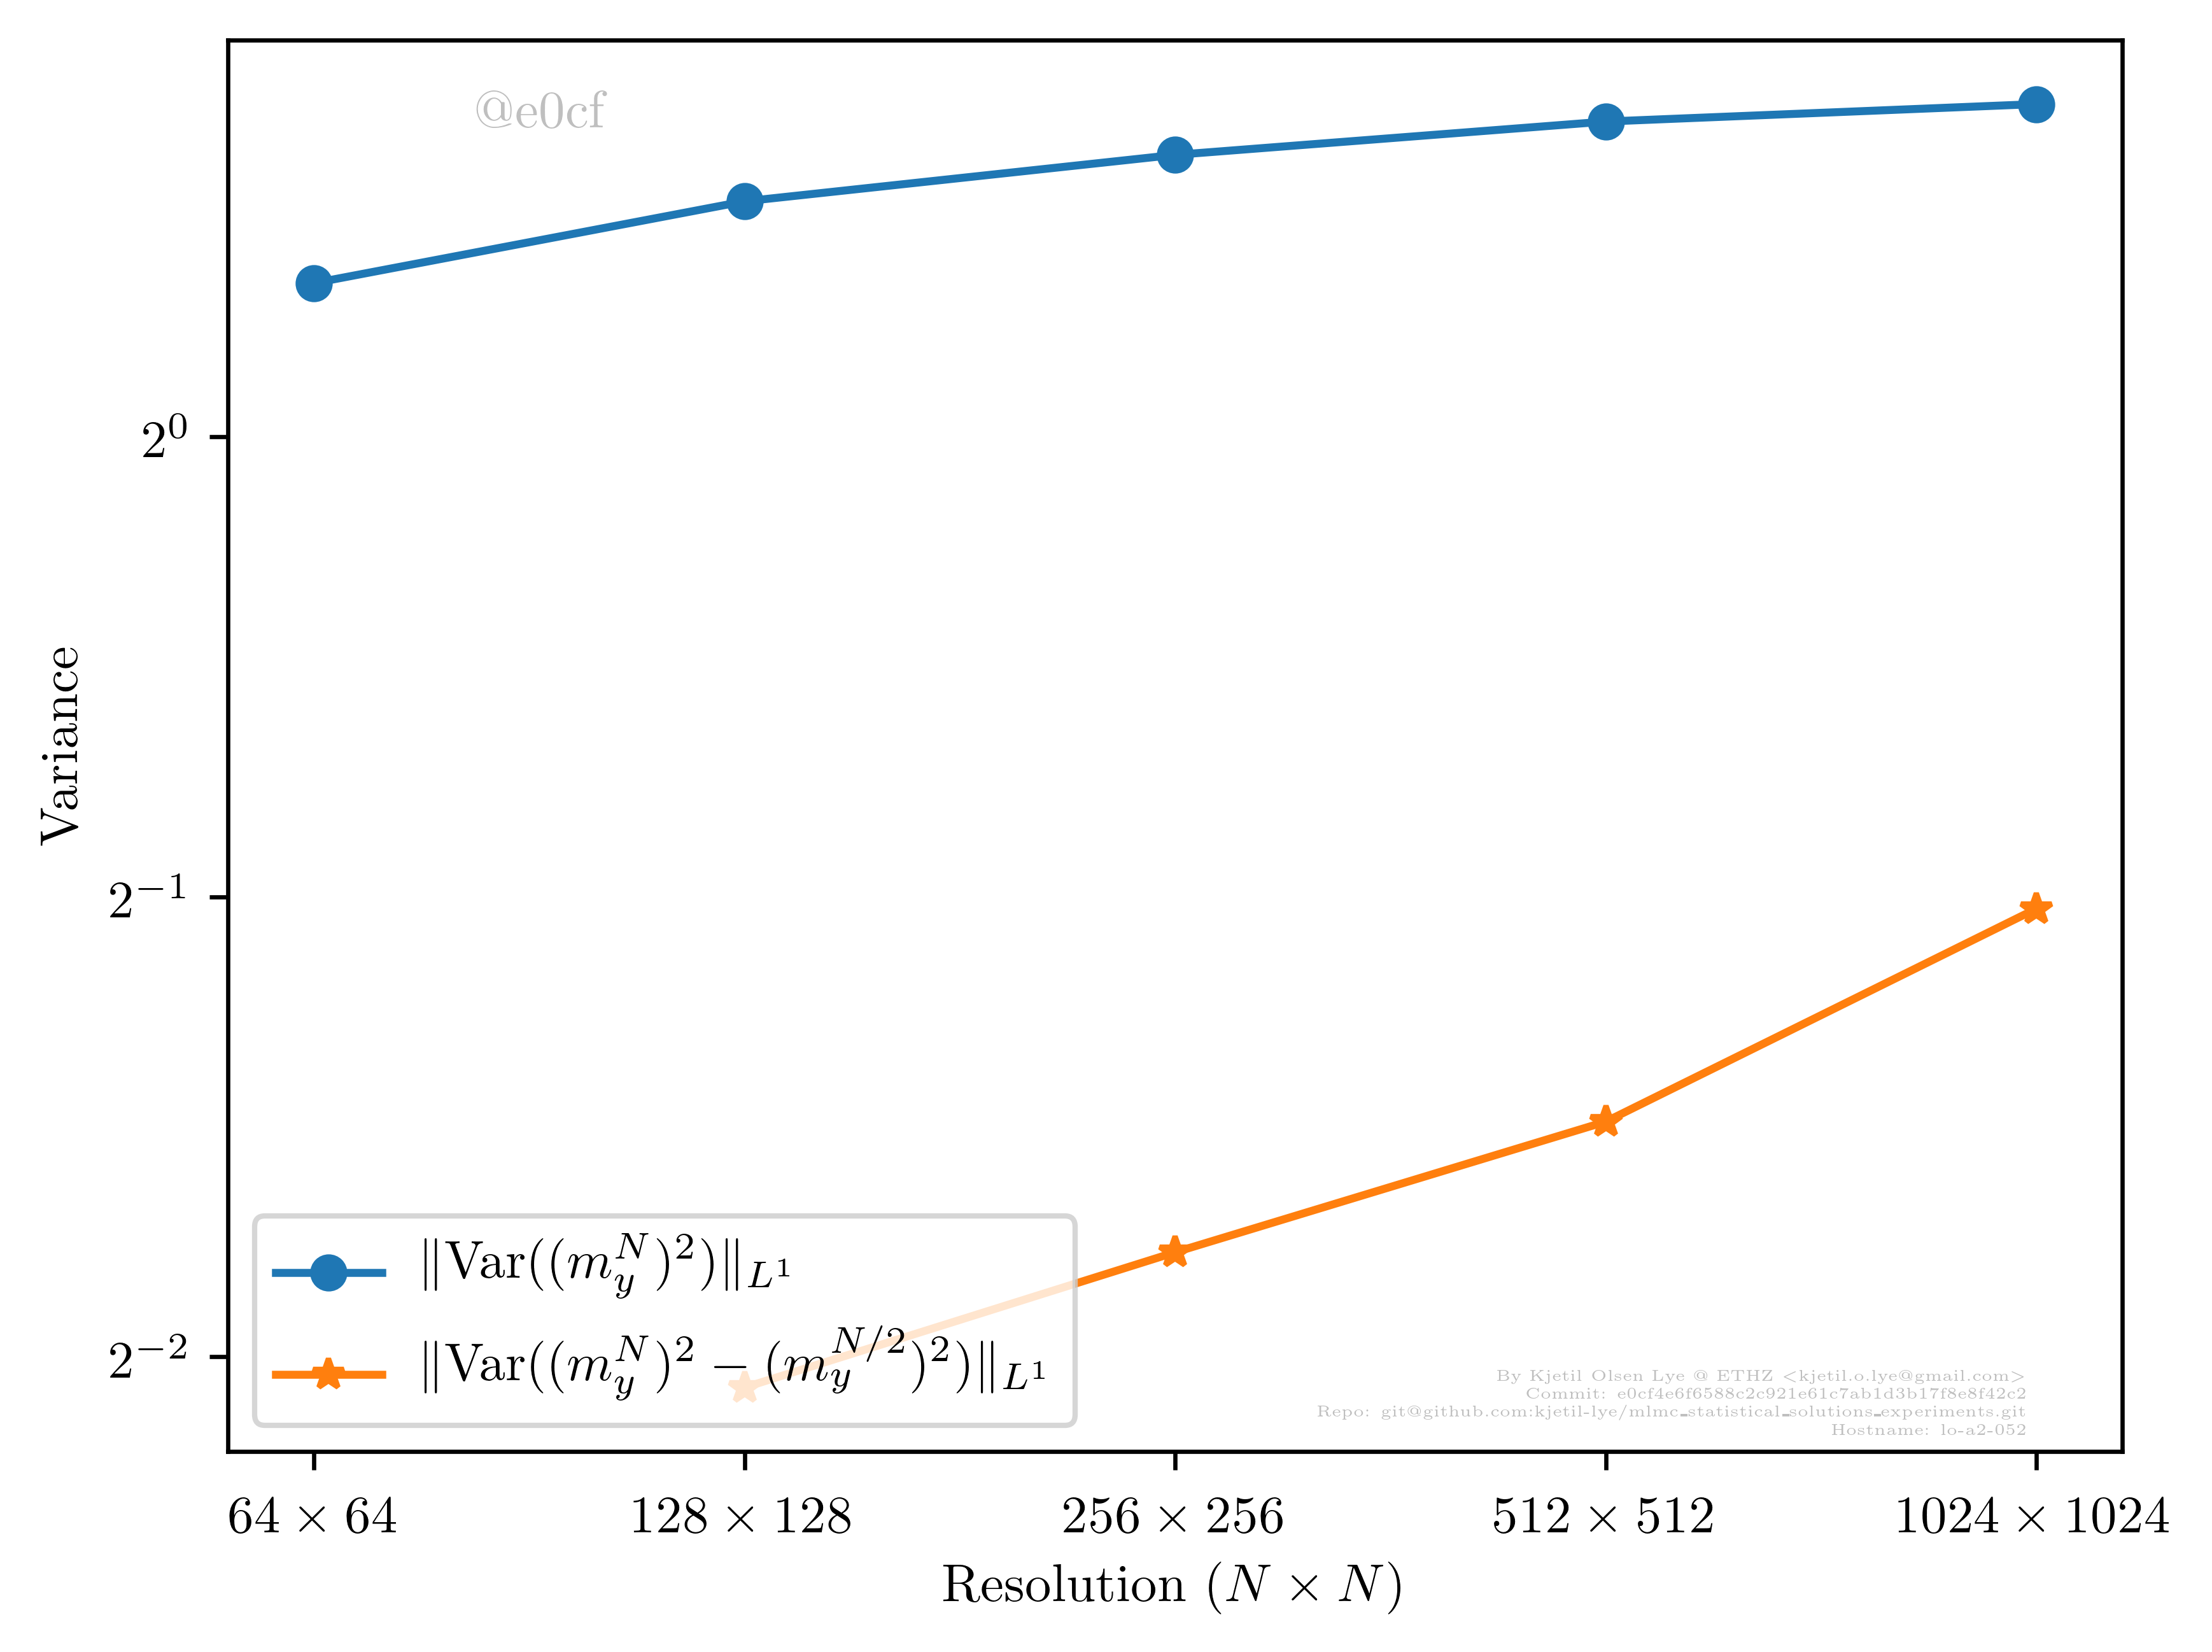 @e0cf
2^0
2^{-1}
2^{-2}
Variance
‖Var((m_y^N)^2)‖_{L^1}
‖Var((m_y^N)^2 − (m_y^{N/2})^2)‖_{L^1}
By Kjetil Olsen Lye @ ETHZ <kjetil.o.lye@gmail.com>
Commit: e0cf4e6f6588c2c921e61c7ab1d3b17f8e8f42c2
Repo: git@github.com:kjetil-lye/mlmc_statistical_solutions_experiments.git
Hostname: lo-a2-052
64 × 64 128 × 128 256 × 256 512 × 512 1024 × 1024
Resolution (N × N)